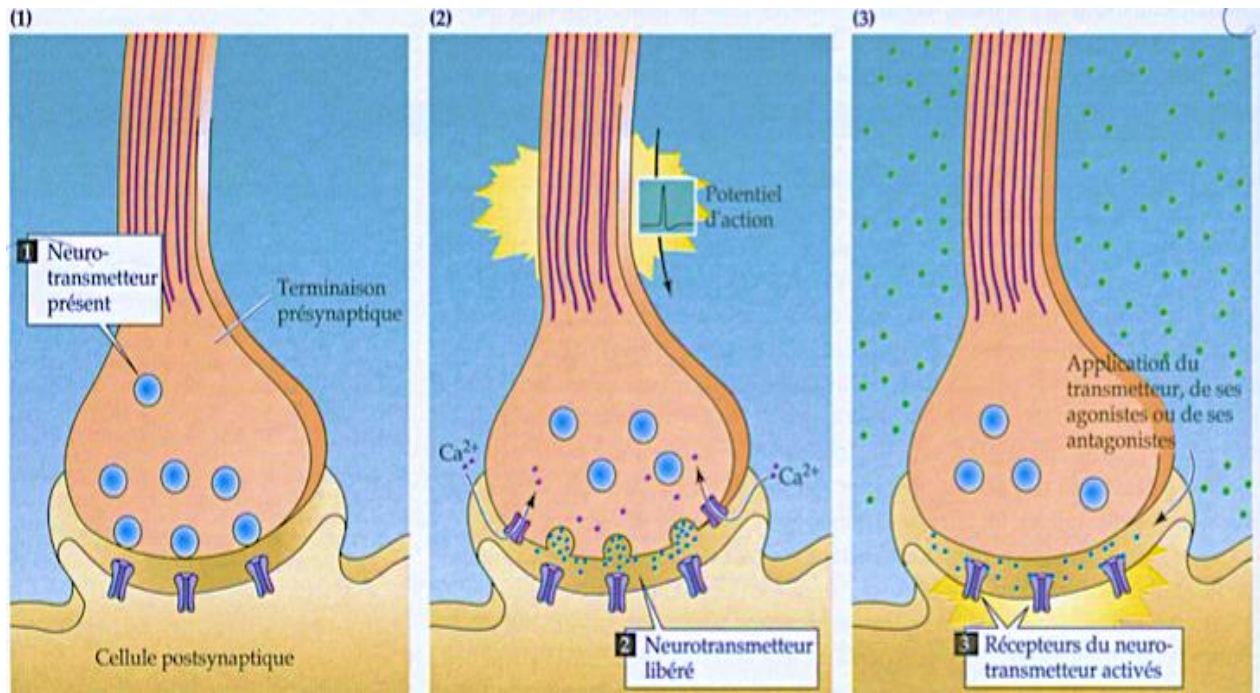 (1)
1 Neuro-
transmetteur
présent
Terminaison
présynaptique
Cellule postsynaptique
(2)
Potentiel
d'action
Ca2+
Ca2+
2 Neurotransmetteur
libéré
(3)
Application du
transmetteur, de ses
agonistes ou de ses
antagonistes
3 Récepteurs du neuro-
transmetteur activés